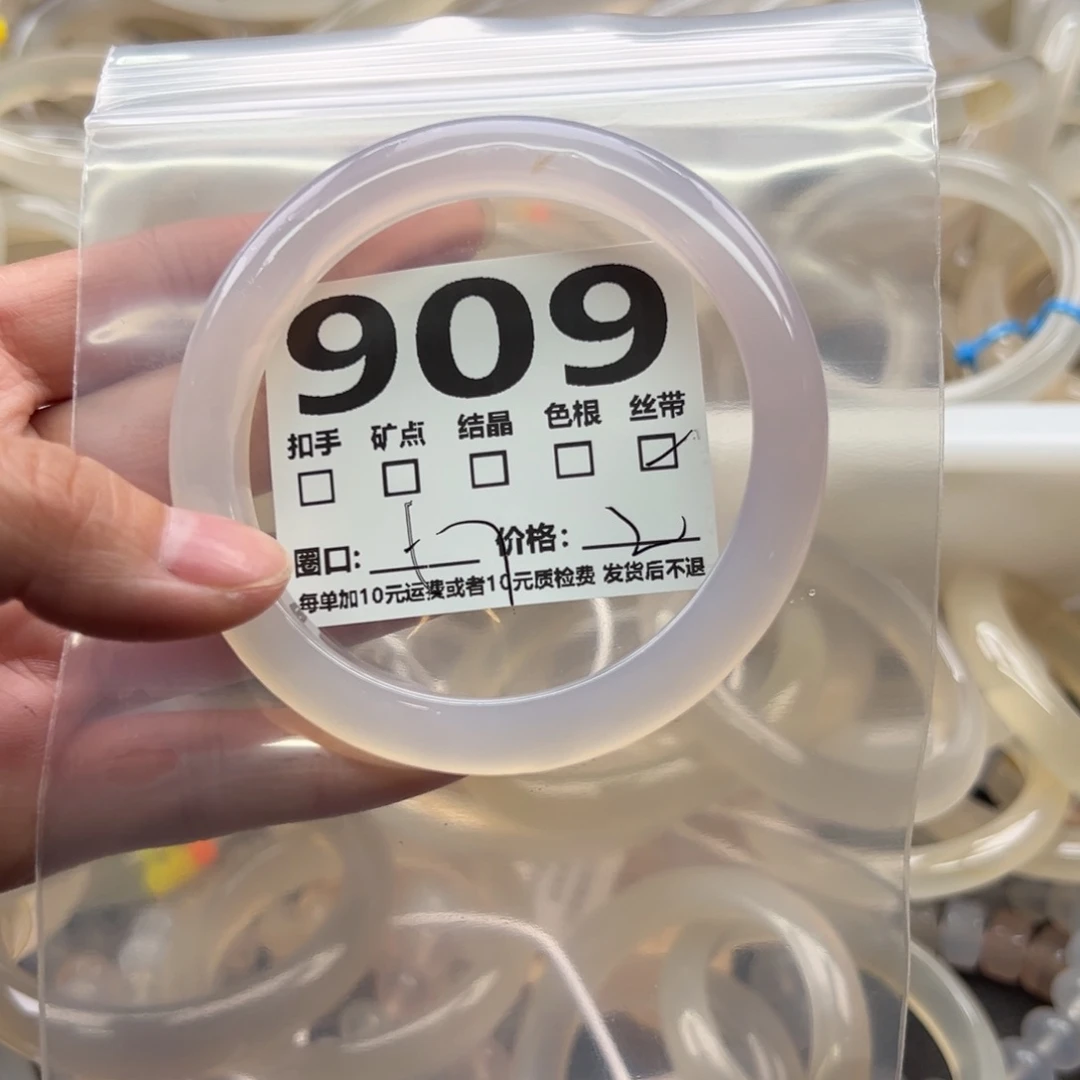 909
扣手 矿点 结晶 色根 丝带
圈口: 价格:
每单加10元运费或者10元质检费 发货后不退